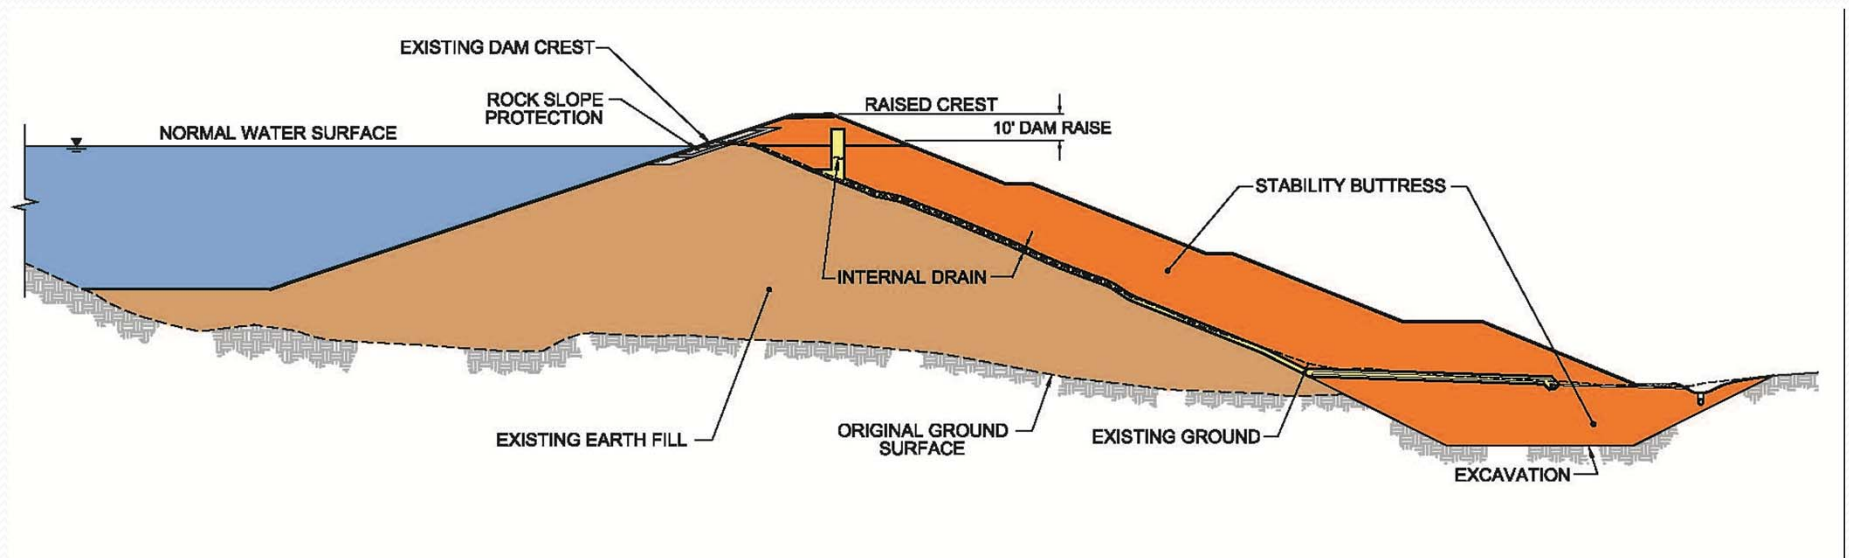 EXISTING DAM CREST
ROCK SLOPE
PROTECTION
RAISED CREST
NORMAL WATER SURFACE
10' DAM RAISE
STABILITY BUTTRESS
INTERNAL DRAIN
EXISTING EARTH FILL
ORIGINAL GROUND
SURFACE
EXISTING GROUND
EXCAVATION